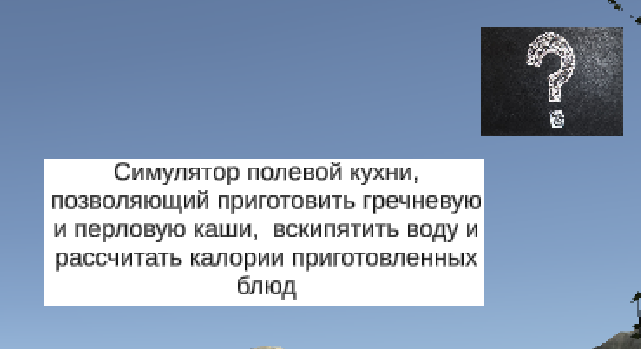 Симулятор полевой кухни,
позволяющий приготовить гречневую
и перловую каши, вскипятить воду и
рассчитать калории приготовленных
блюд
?